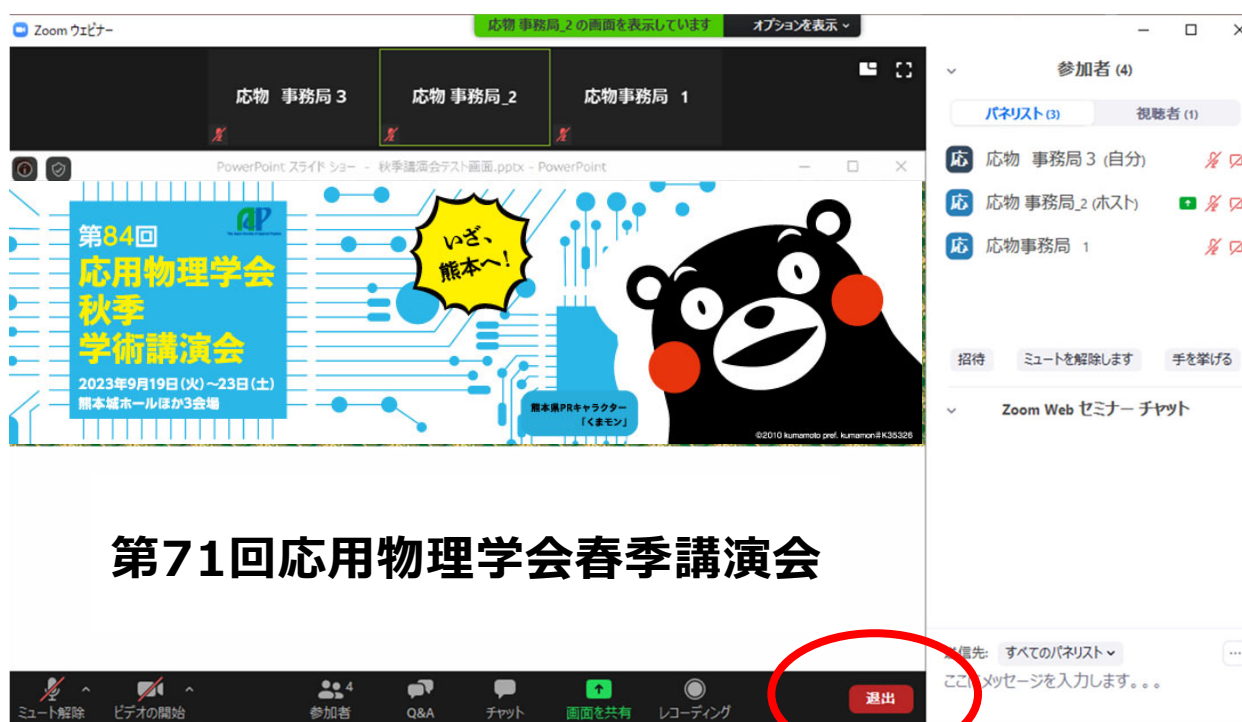 Zoom ウェビナー
応物 事務局_2 の画面を表示しています
オプションを表示
応物 事務局 3
応物 事務局_2
応物事務局 1
PowerPoint スライド ショー - 秋季講演会テスト画面.pptx - PowerPoint
第84回
応用物理学会
秋季
学術講演会
2023年9月19日(火)~23日(土)
熊本城ホールほか3会場
いざ、
熊本へ!
熊本県PRキャラクター
「くまモン」
©2010 kumamoto pref. kumamon#K35326
第71回応用物理学会春季講演会
ミュート解除
ビデオの開始
4
参加者
Q&A
チャット
画面を共有
レコーディング
退出
参加者 (4)
パネリスト (3)
視聴者 (1)
応 応物 事務局 3 (自分)
応 応物 事務局_2 (ホスト)
応 応物事務局 1
招待
ミュートを解除します
手を挙げる
Zoom Web セミナー チャット
送信先: すべてのパネリスト
ここにメッセージを入力します。。。